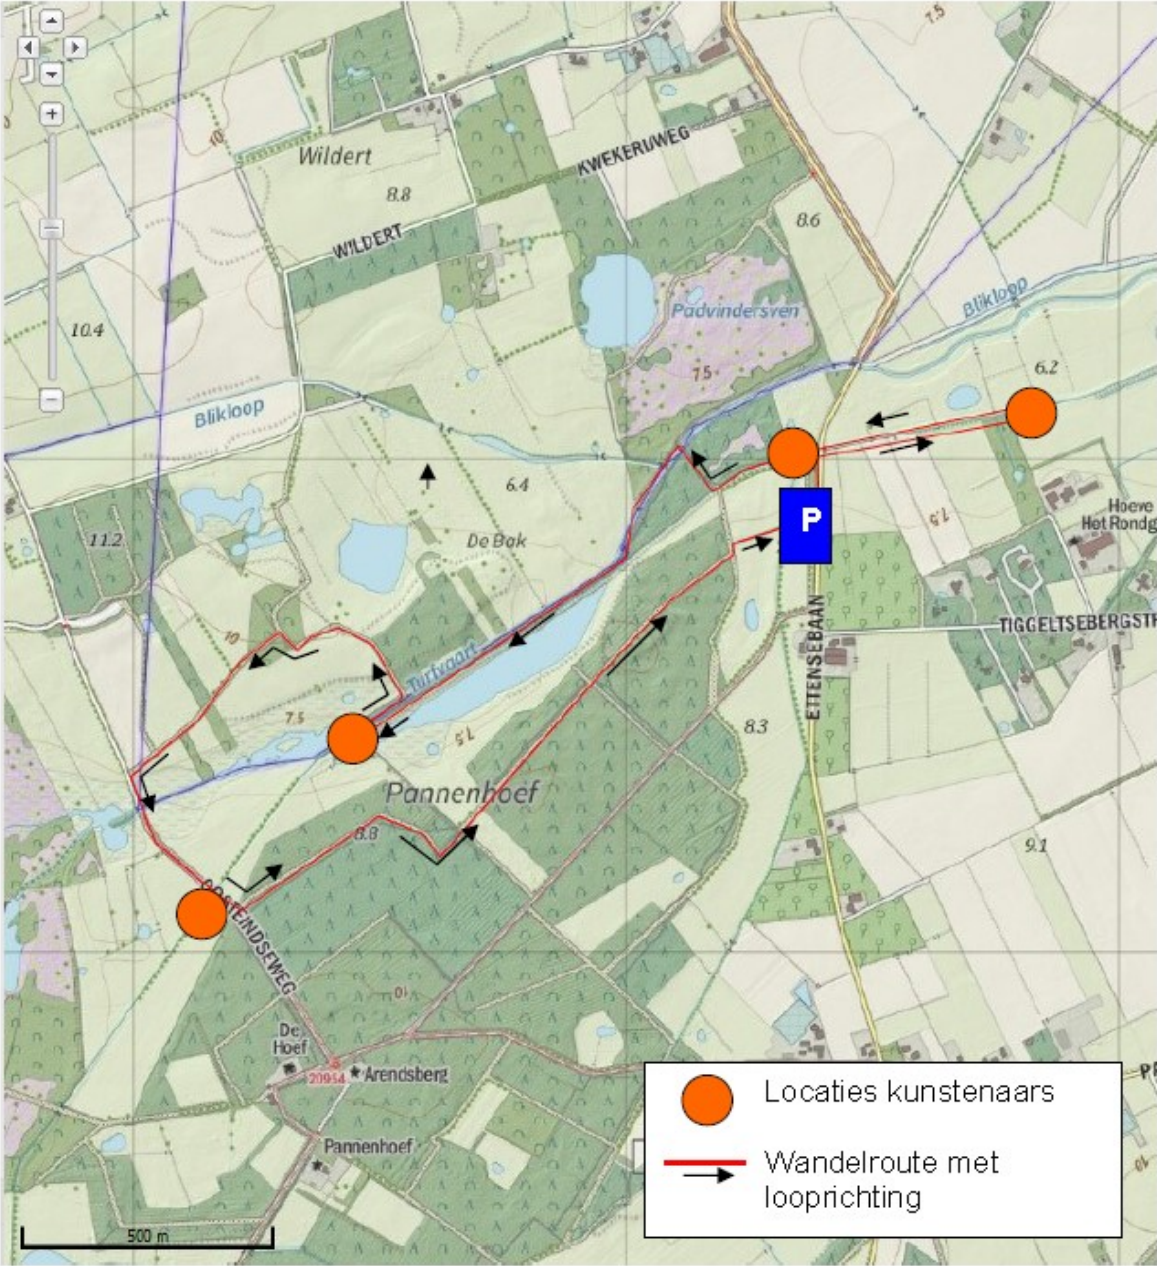 7.5
10
Wildert
KWEKERIJWEG
8.8
8.6
WILDERT
Blikloop
Padvindersven
10.4
7.5
6.2
Blikloop
6.4
11.2
De Bak
P
7.5
Hoeve
Het Rondg
10
TIGGELTSEBERGSTR
Turfvaart
ETTENSEBAAN
7.5
7.5
8.3
Pannenhoef
8.8
9.1
OOSTEINDSEWEG
10
De
Hoef
20954
Arendsberg
Locaties kunstenaars
Pannenhoef
Wandelroute met
looprichting
10
500 m